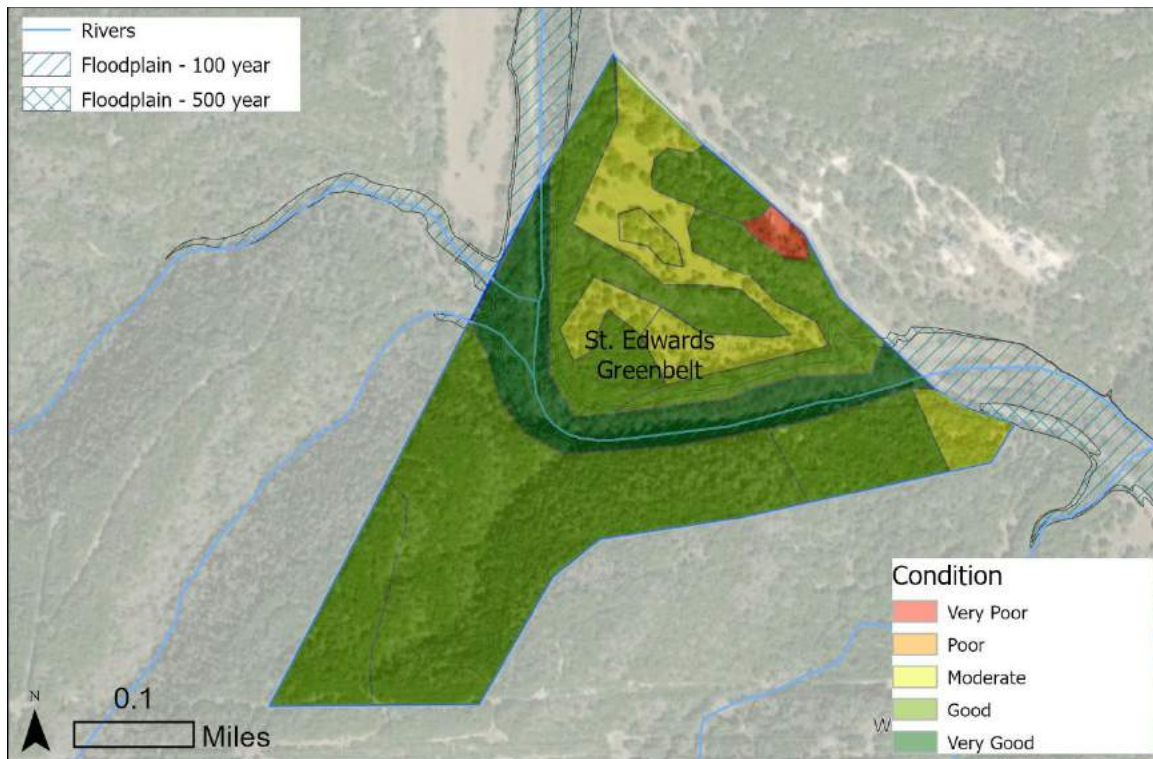 Rivers
Floodplain - 100 year
Floodplain - 500 year
St. Edwards
Greenbelt
Condition
Very Poor
Poor
Moderate
Good
Very Good
W
N
0.1
Miles